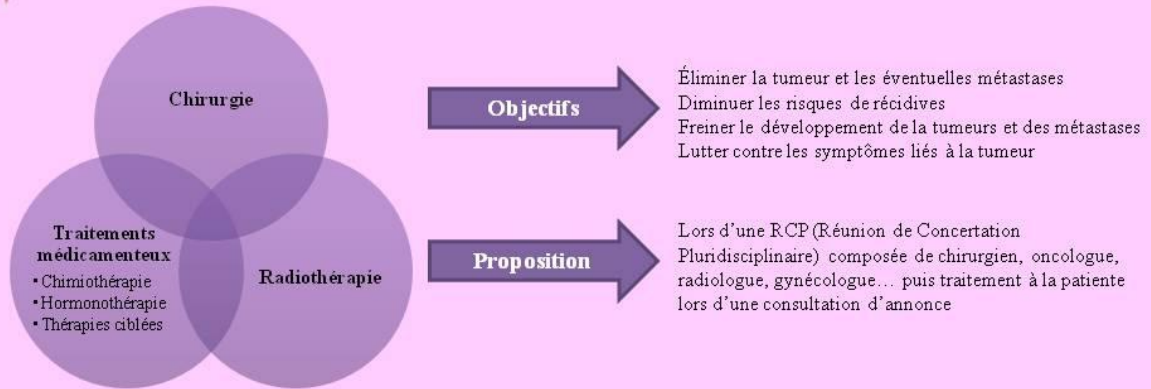 Chirurgie
Traitements
médicamenteux
• Chimiothérapie
• Hormonothérapie
• Thérapies ciblées
Radiothérapie
Objectifs
Éliminer la tumeur et les éventuelles métastases
Diminuer les risques de récidives
Freiner le développement de la tumeurs et des métastases
Lutter contre les symptômes liés à la tumeur
Proposition
Lors d’une RCP (Réunion de Concertation
Pluridisciplinaire) composée de chirurgien, oncologue,
radiologue, gynécologue… puis traitement à la patiente
lors d’une consultation d’annonce